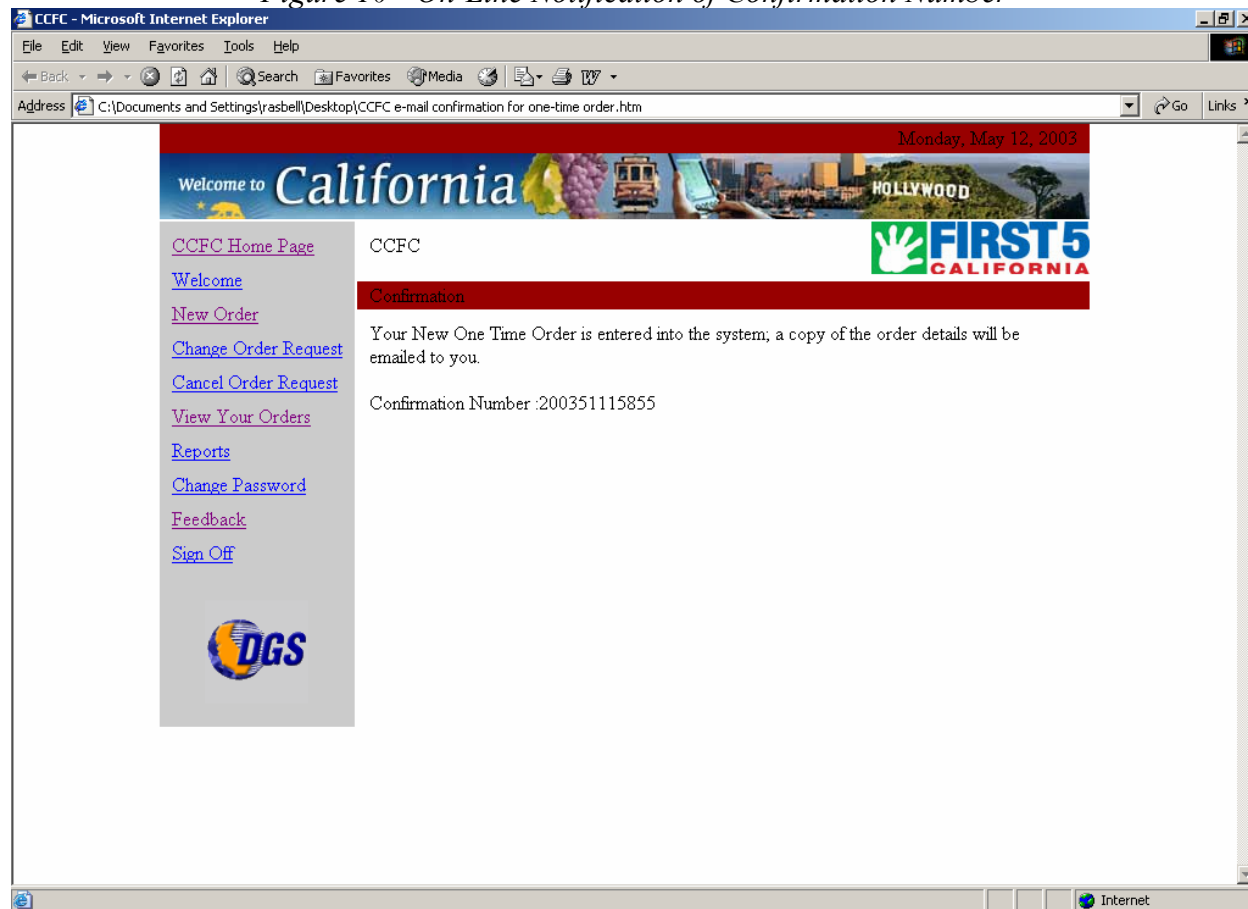 Figure 10 - On-Line Notification of Confirmation Number
CCFC - Microsoft Internet Explorer
File Edit View Favorites Tools Help
Back Search Favorites Media
Address C:\Documents and Settings\rasbell\Desktop\CCFC e-mail confirmation for one-time order.htm Go Links
Monday, May 12, 2003
Welcome to California
HOLLYWOOD
CCFC Home Page
Welcome
New Order
Change Order Request
Cancel Order Request
View Your Orders
Reports
Change Password
Feedback
Sign Off
DGS
CCFC
FIRST 5
CALIFORNIA
Confirmation
Your New One Time Order is entered into the system; a copy of the order details will be
emailed to you.
Confirmation Number :200351115855
Internet